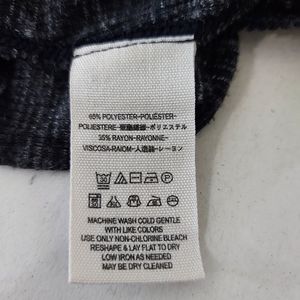 65% POLYESTER-POLIÉSTER-
POLIESTERE-聚酯纖維-ポリエステル
35% RAYON-RAYONNE-
VISCOSA-RAIOM-人造絲-レーヨン
MACHINE WASH COLD GENTLE
WITH LIKE COLORS
USE ONLY NON-CHLORINE BLEACH
RESHAPE & LAY FLAT TO DRY
LOW IRON AS NEEDED
MAY BE DRY CLEANED